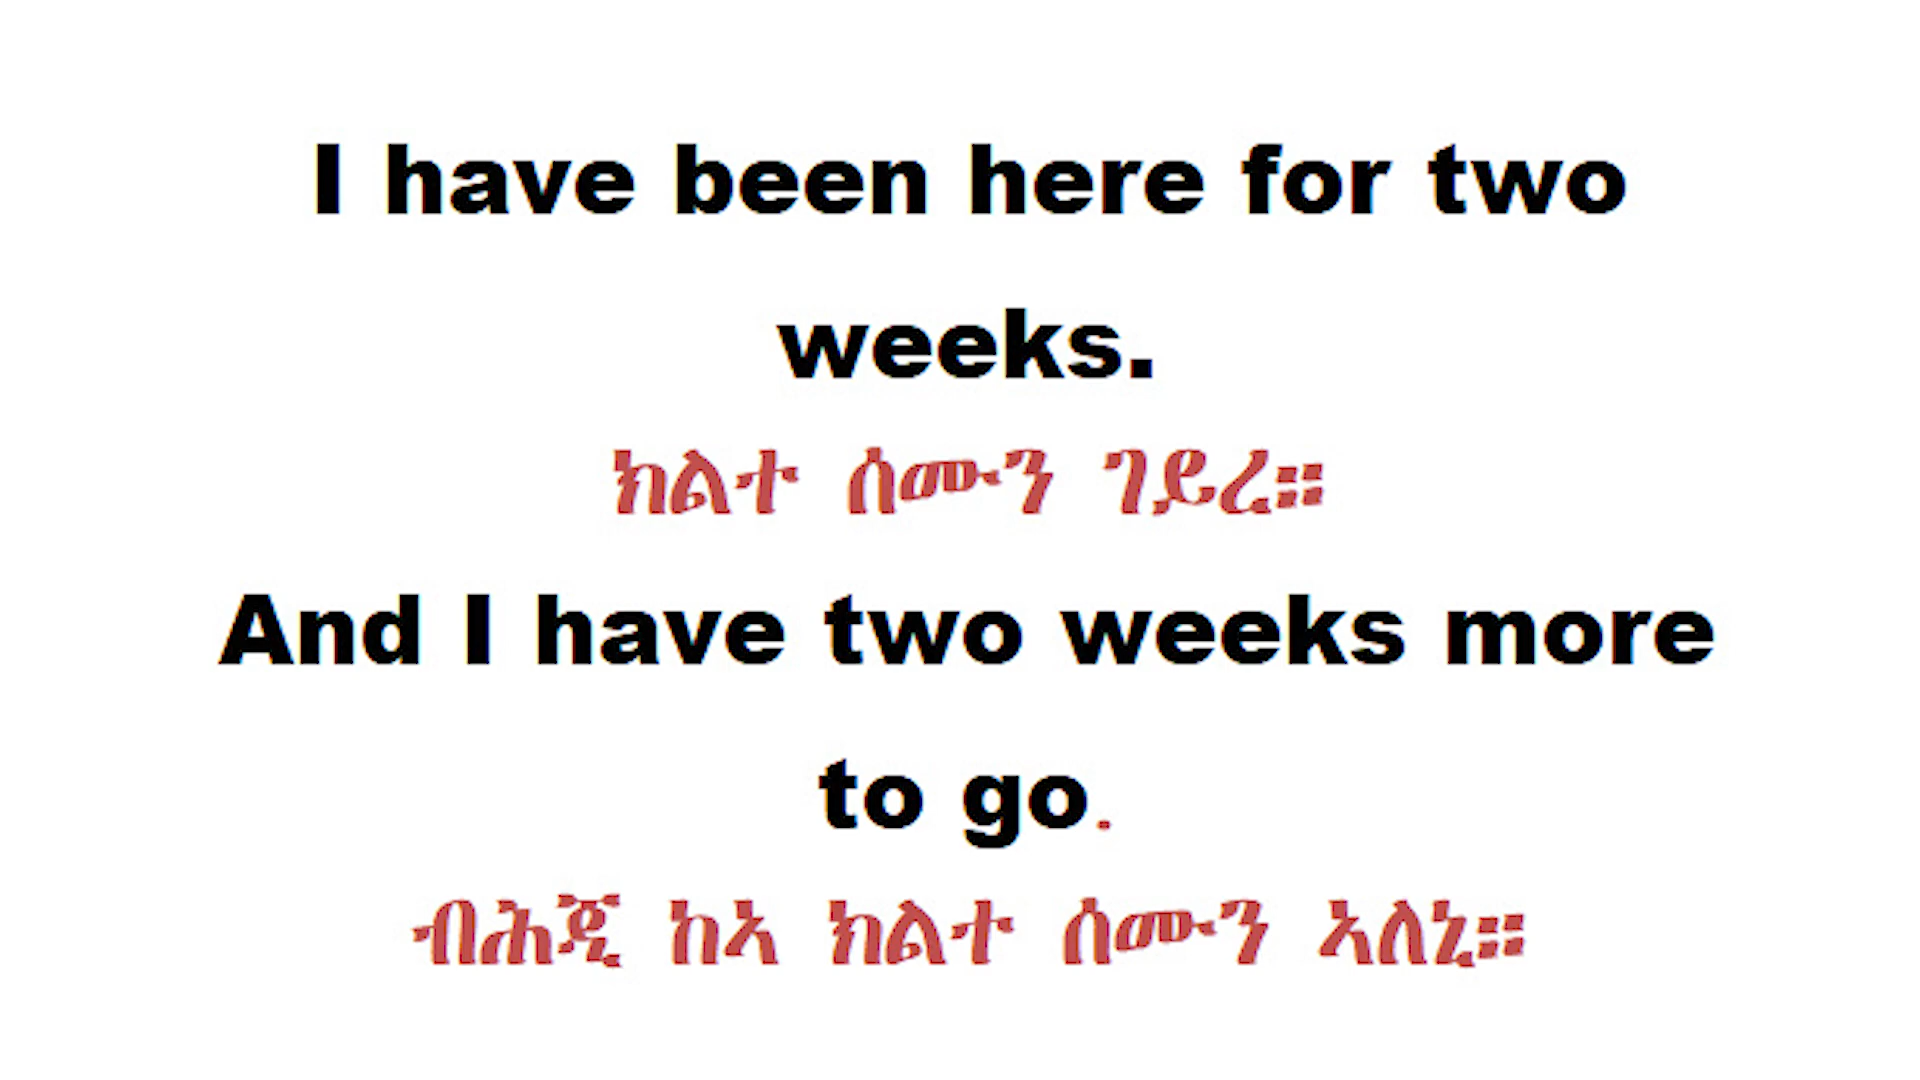 I have been here for two
weeks.
ክልተ ሰሙን ገይረ።
And I have two weeks more
to go.
ብሕጂ ከኣ ክልተ ሰሙን ኣለኒ።